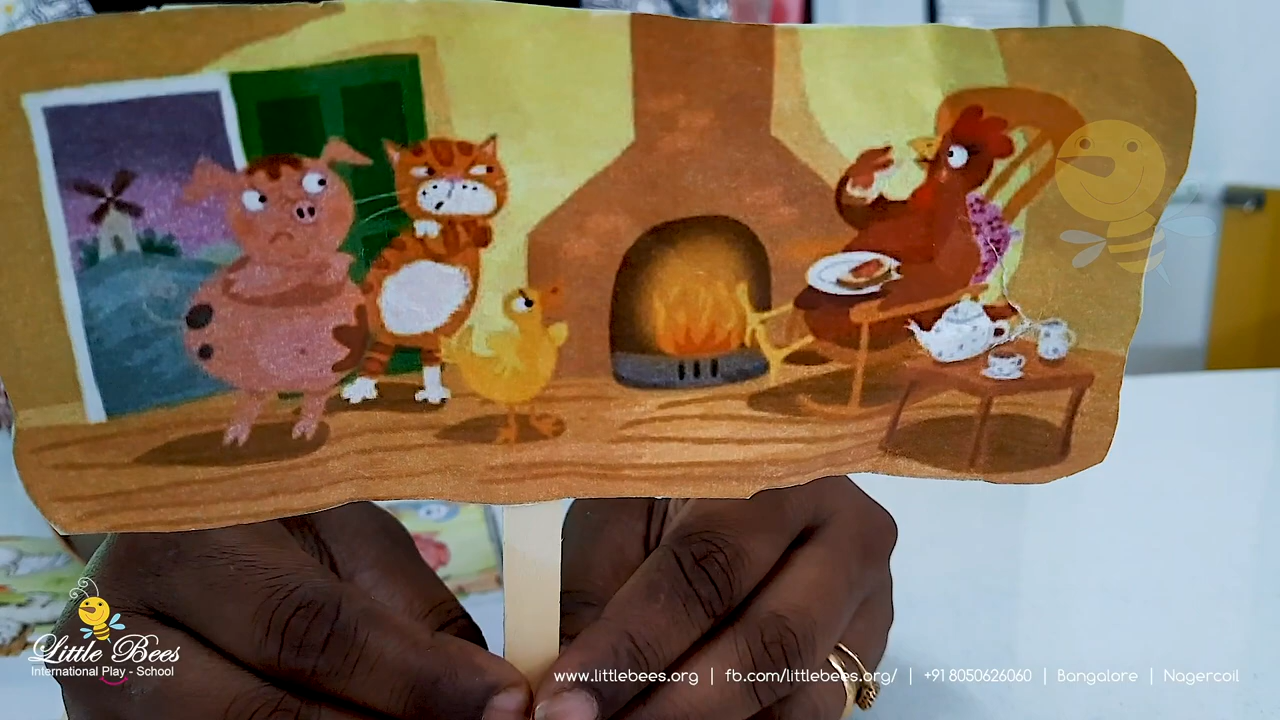 Little Bees
International Play - School
www.littlebees.org | fb.com/littlebees.org/ | +91 8050626060 | Bangalore | Nagercoil